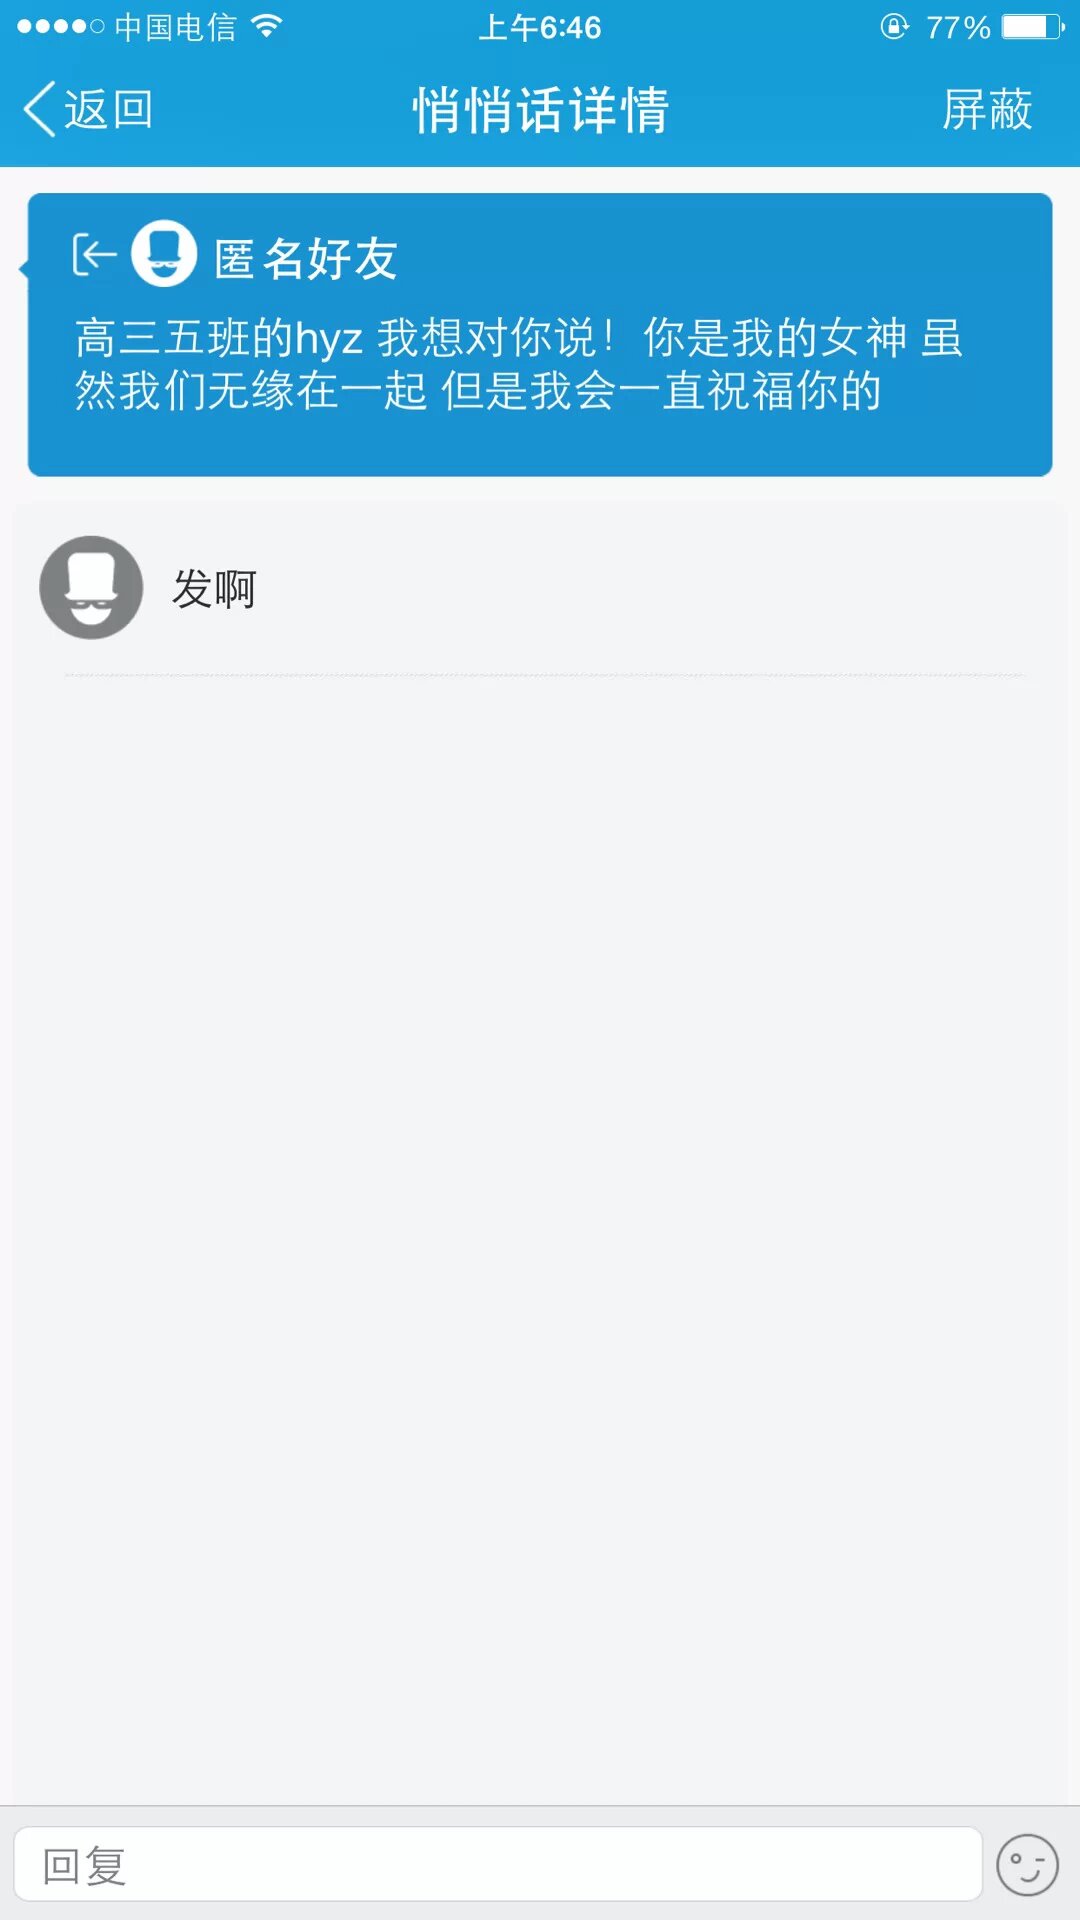 中国电信 上午6:46 77%
返回 悄悄话详情 屏蔽
匿名好友
高三五班的hyz 我想对你说！你是我的女神 虽
然我们无缘在一起 但是我会一直祝福你的
发啊
回复